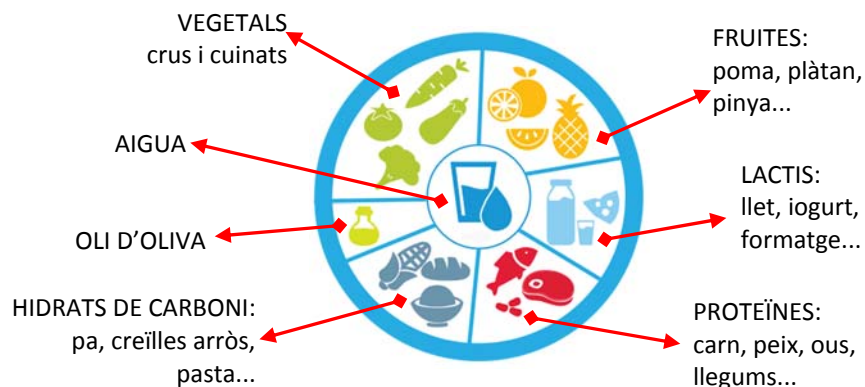 VEGETALS
crus i cuinats
AIGUA
OLI D’OLIVA
HIDRATS DE CARBONI:
pa, creïlles arròs,
pasta...
FRUITES:
poma, plàtan,
pinya...
LACTIS:
llet, iogurt,
formatge...
PROTEÏNES:
carn, peix, ous,
llegums...